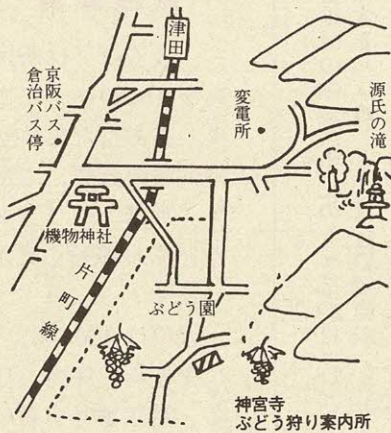 津田
京阪バス
倉治バス停
変電所
源氏の滝
機物神社
片町線
ぶどう園
神宮寺
ぶどう狩り案内所